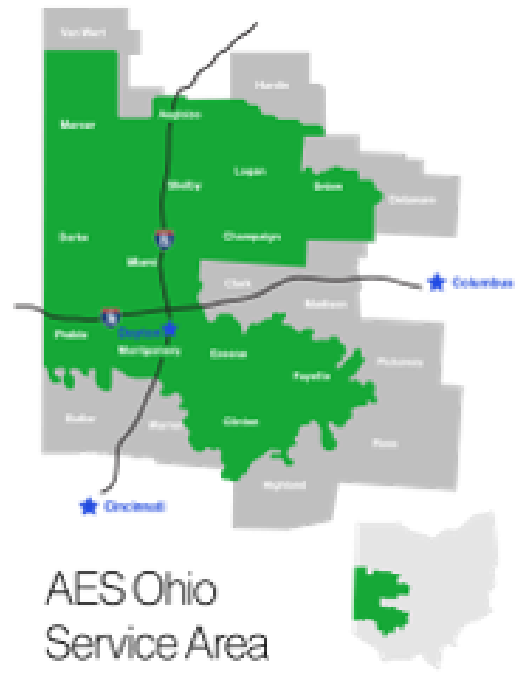 Van Wert
Hardin
Mercer
Auglaize
Logan
Shelby
Union
Delaware
Darke
Champaign
Miami
Clark
Columbus
Madison
Preble
Dayton
Montgomery
Greene
Pickaway
Fayette
Butler
Warren
Clinton
Ross
Highland
Cincinnati
AES Ohio
Service Area